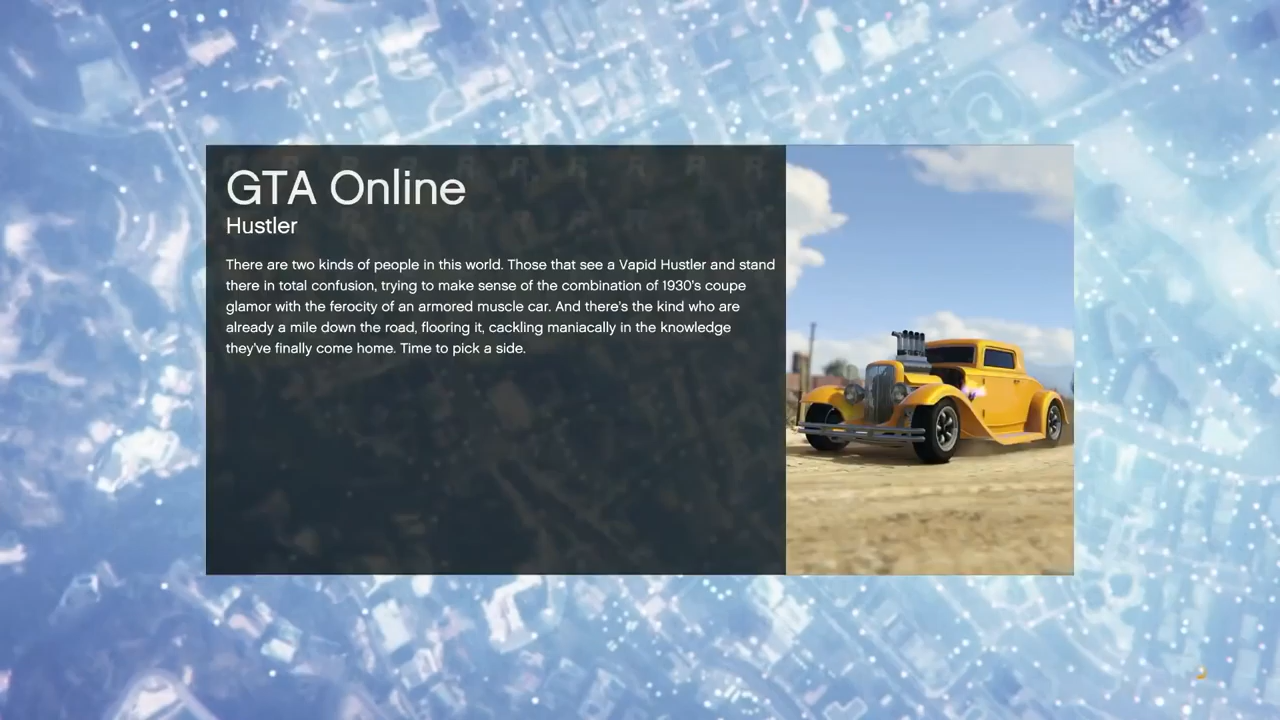 GTA Online
Hustler
There are two kinds of people in this world. Those that see a Vapid Hustler and stand
there in total confusion, trying to make sense of the combination of 1930's coupe
glamor with the ferocity of an armored muscle car. And there's the kind who are
already a mile down the road, flooring it, cackling maniacally in the knowledge
they've finally come home. Time to pick a side.